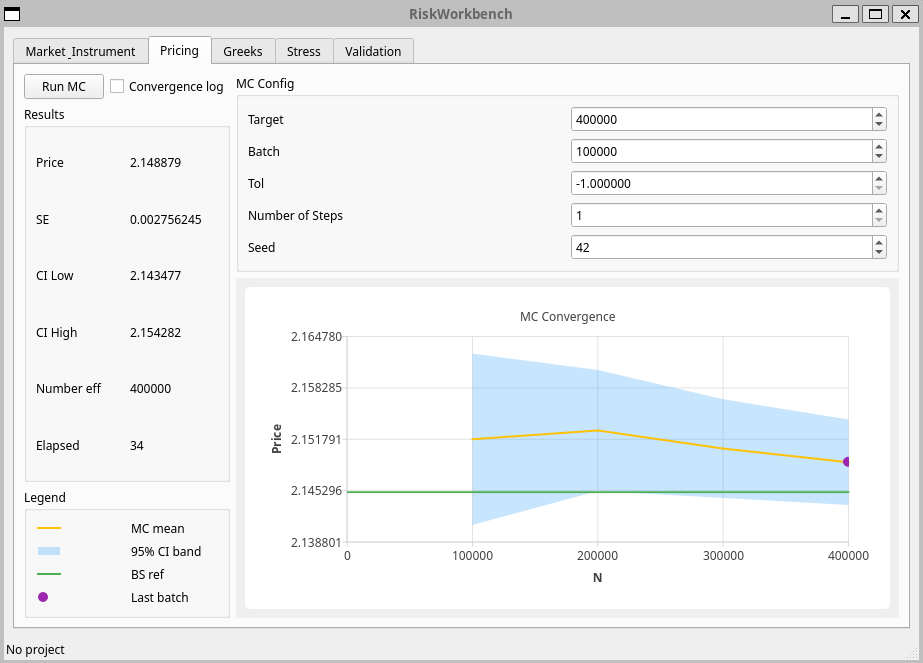 RiskWorkbench
Market_Instrument Pricing Greeks Stress Validation
Run MC Convergence log
Results
Price 2.148879
SE 0.002756245
CI Low 2.143477
CI High 2.154282
Number eff 400000
Elapsed 34
Legend
MC mean
95% CI band
BS ref
Last batch
MC Config
Target 400000
Batch 100000
Tol -1.000000
Number of Steps 1
Seed 42
MC Convergence
2.164780
2.158285
2.151791
2.145296
2.138801
Price
0 100000 200000 300000 400000
N
No project